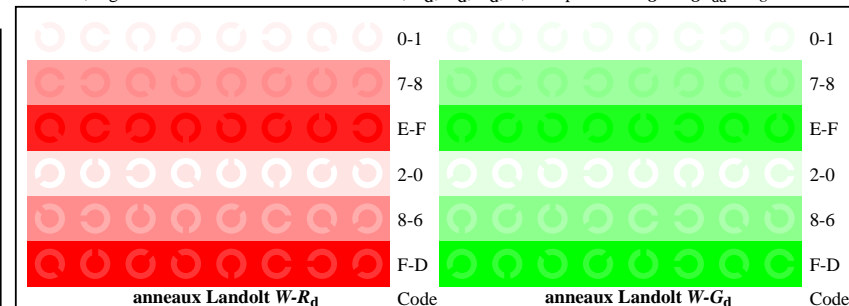 0-1
7-8
E-F
2-0
8-6
F-D
anneaux Landolt W-Rd Code
0-1
7-8
E-F
2-0
8-6
F-D
anneaux Landolt W-Gd Code